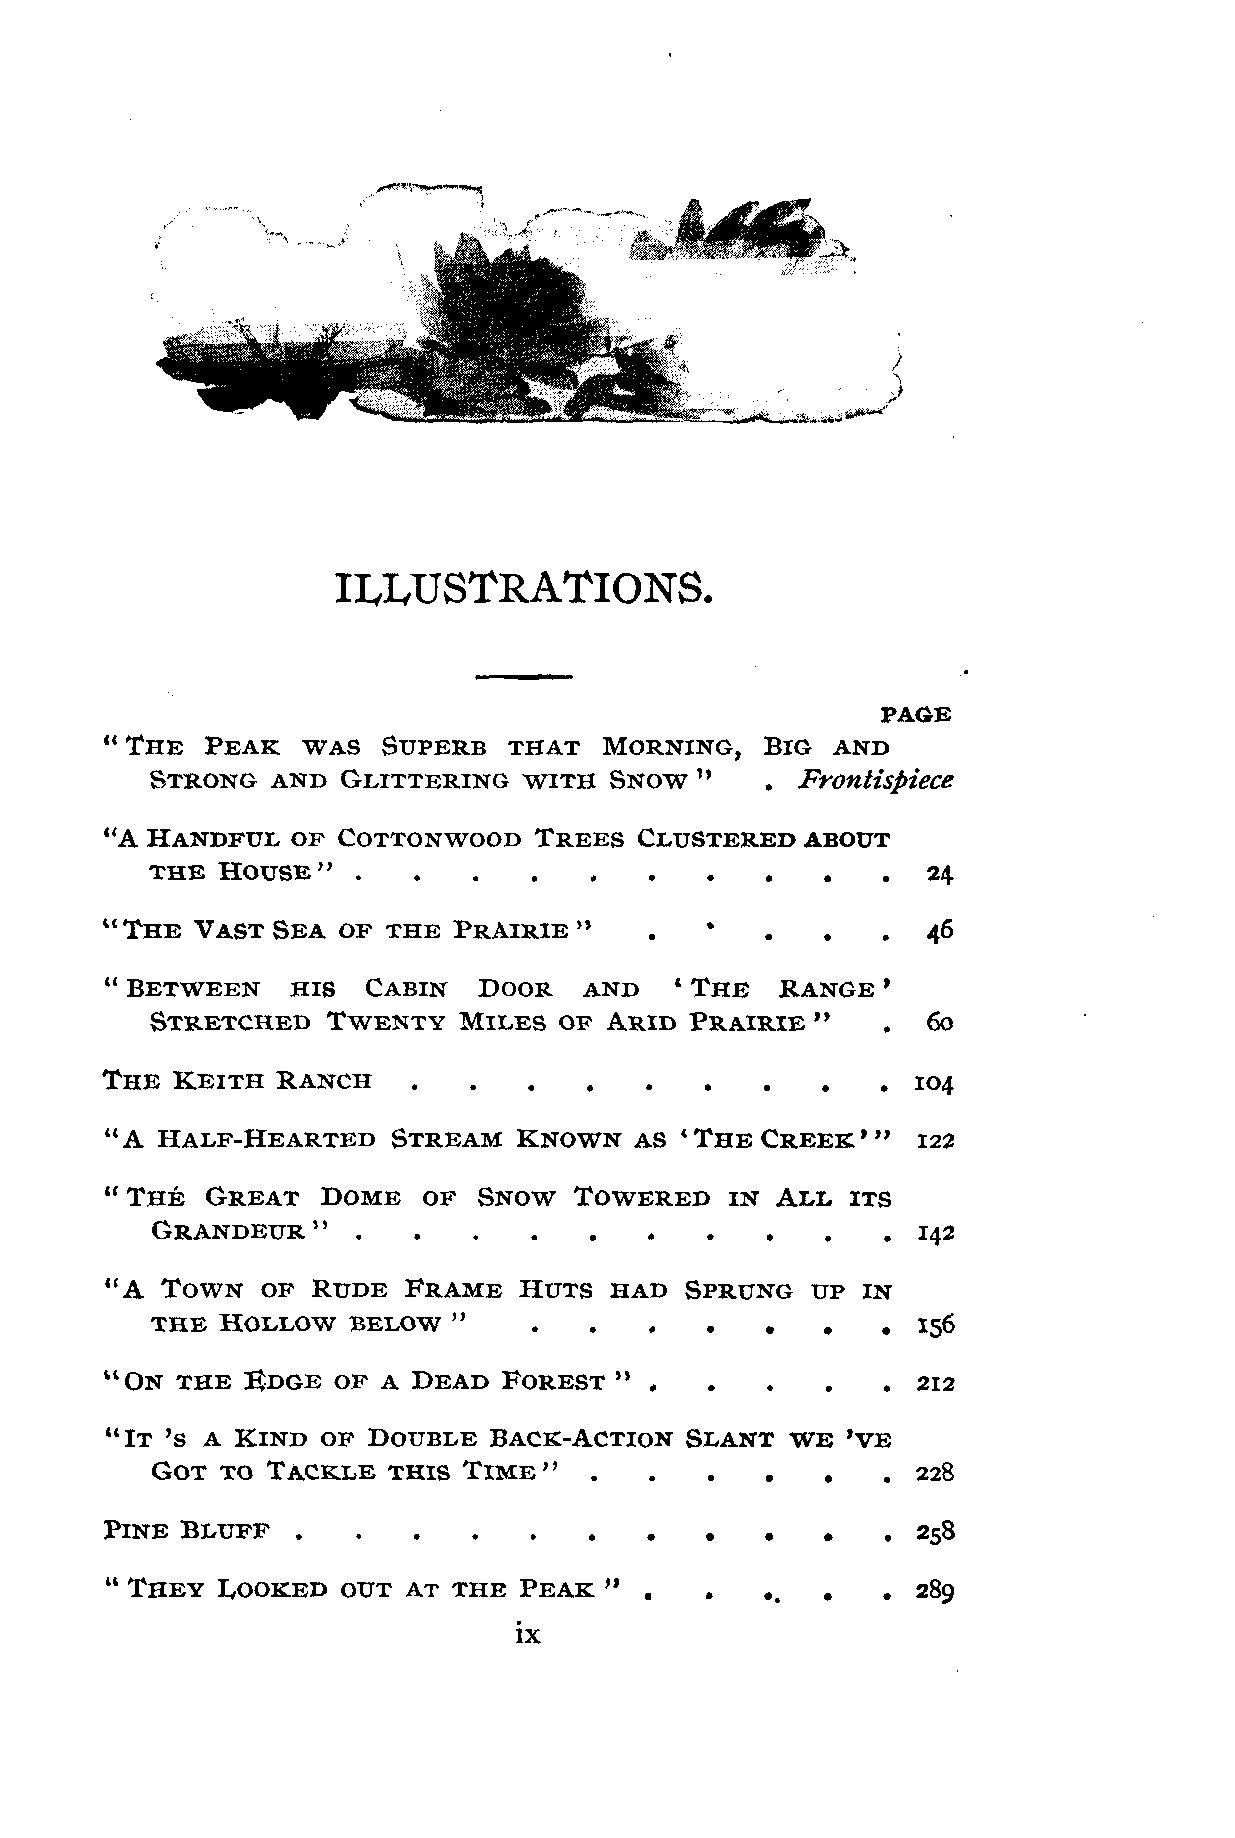 ILLUSTRATIONS.
PAGE
"The Peak was Superb that Morning, Big and
Strong and Glittering with Snow" . Frontispiece
"A Handful of Cottonwood Trees Clustered about
the House" . . . . . . . . . . 24
"The Vast Sea of the Prairie" . . . . . 46
"Between his Cabin Door and 'The Range'
Stretched Twenty Miles of Arid Prairie" . 60
The Keith Ranch . . . . . . . . . 104
"A Half-Hearted Stream Known as 'The Creek'" 122
"The Great Dome of Snow Towered in All its
Grandeur" . . . . . . . . . . 142
"A Town of Rude Frame Huts had Sprung up in
the Hollow below" . . . . . . . 156
"On the Edge of a Dead Forest" . . . . . 212
"It 's a Kind of Double Back-Action Slant we 've
Got to Tackle this Time" . . . . . . 228
Pine Bluff . . . . . . . . . . . 258
"They Looked out at the Peak" . . . . . 289
ix